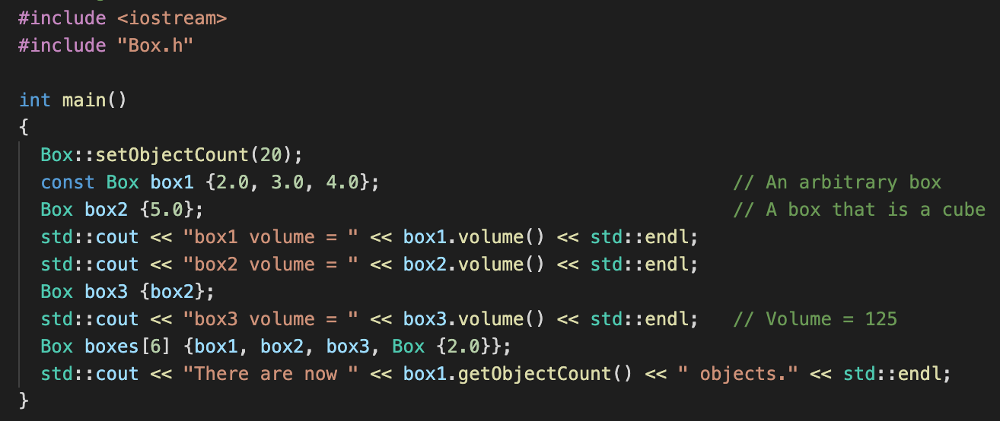 #include <iostream>
#include "Box.h"
int main()
{
Box::setObjectCount(20);
const Box box1 {2.0, 3.0, 4.0}; // An arbitrary box
Box box2 {5.0}; // A box that is a cube
std::cout << "box1 volume = " << box1.volume() << std::endl;
std::cout << "box2 volume = " << box2.volume() << std::endl;
Box box3 {box2};
std::cout << "box3 volume = " << box3.volume() << std::endl; // Volume = 125
Box boxes[6] {box1, box2, box3, Box {2.0}};
std::cout << "There are now " << box1.getObjectCount() << " objects." << std::endl;
}